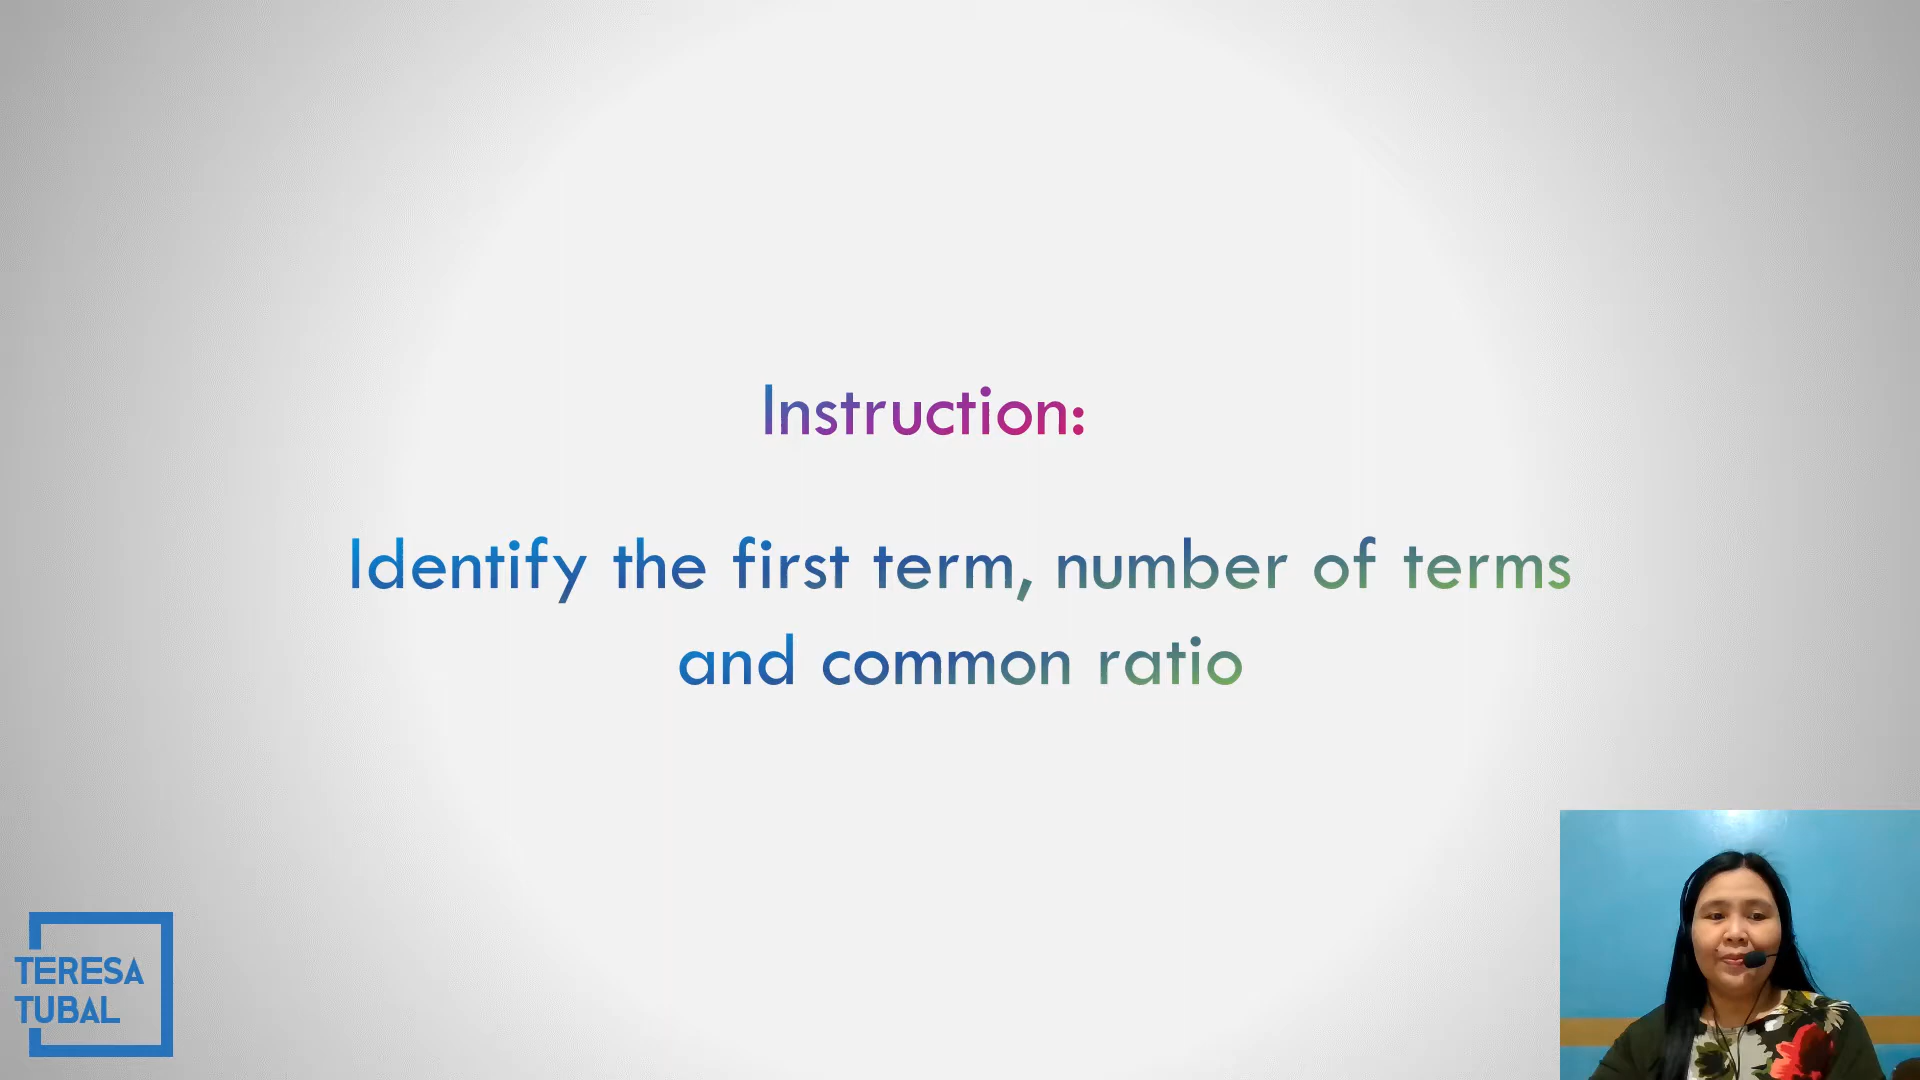 Instruction:
Identify the first term, number of terms
and common ratio
TERESA
TUBAL